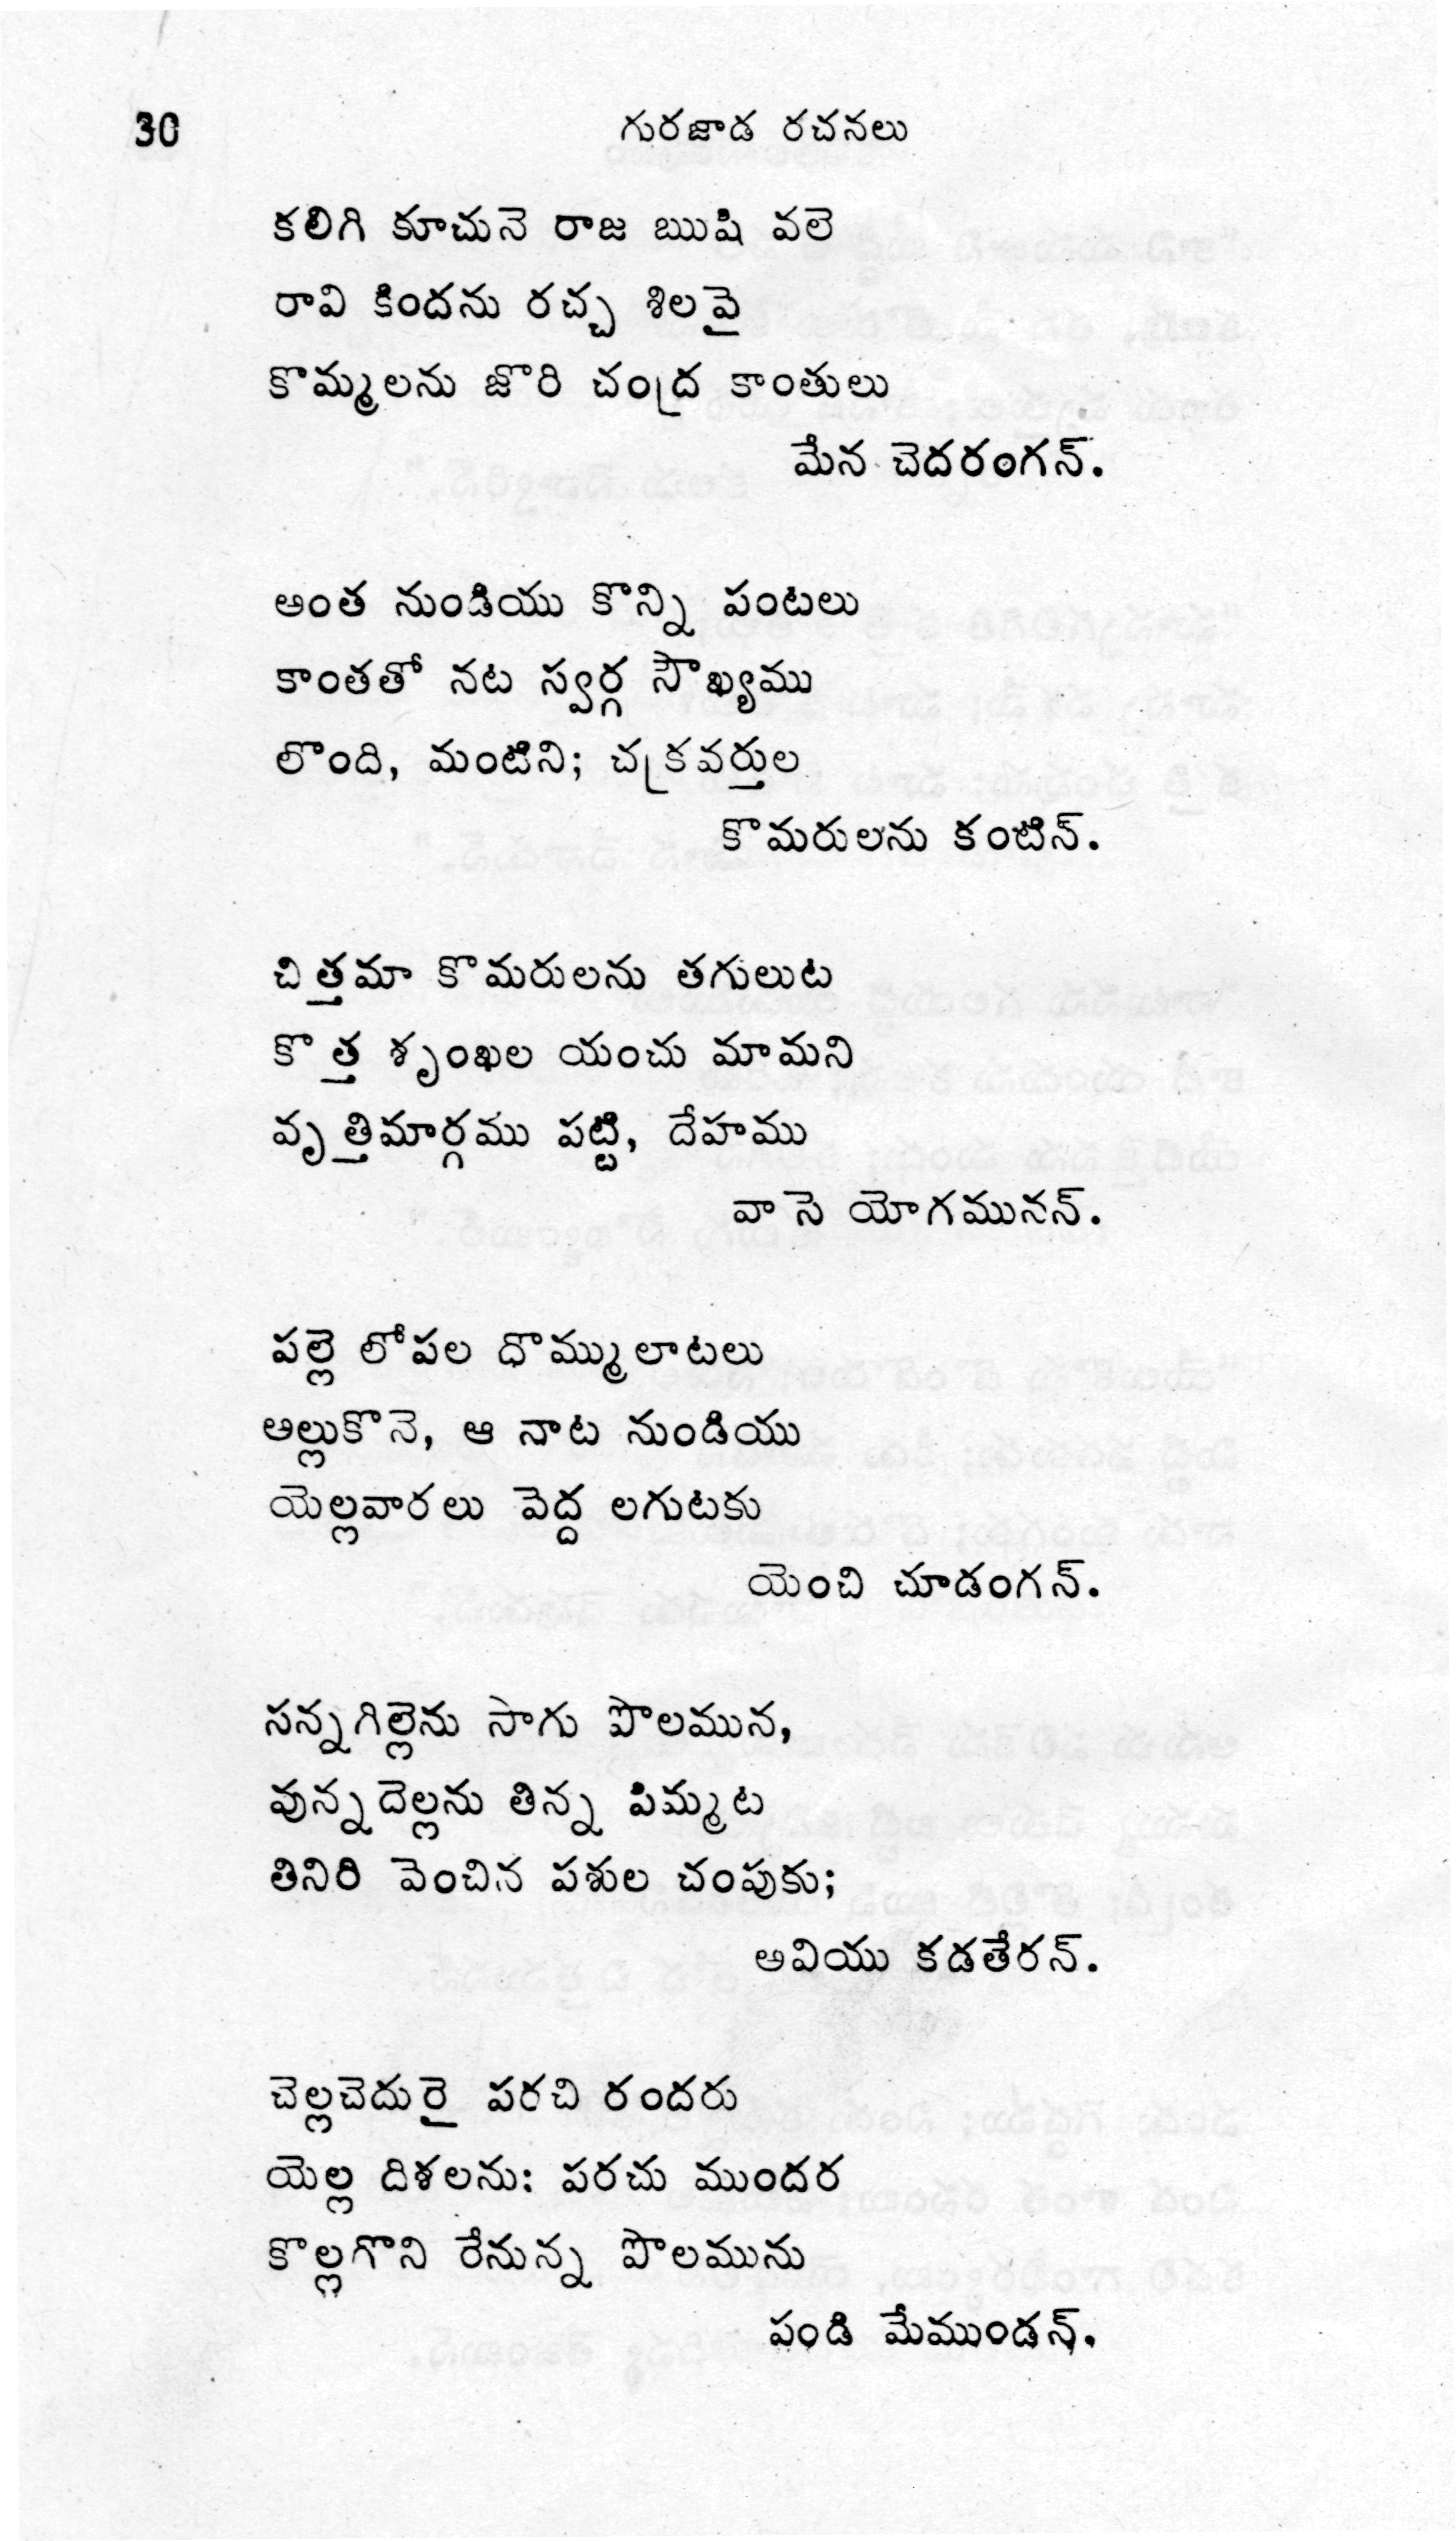 30
గురజాడ రచనలు
కలిగి కూచునె రాజ ఋషి వలె
రావి కిందను రచ్చ శిలపై
కొమ్మలను జొరి చంద్ర కాంతులు
మేన చెదరంగన్.
అంత నుండియు కొన్ని పంటలు
కాంతతో నట స్వర్గ సౌఖ్యము
లొంది, మంటిని; చక్రవర్తుల
కొమరులను కంటిన్.
చిత్తమా కొమరులను తగులుట
కొత్త శృంఖల యంచు మామని
వృత్తిమార్గము పట్టి, దేహము
వాసె యోగమునన్.
పల్లె లోపల ధొమ్ములాటలు
అల్లుకొనె, ఆ నాట నుండియు
యెల్లవారలు పెద్ద లగుటకు
యెంచి చూడంగన్.
సన్నగిల్లెను సాగు పొలమున,
వున్నదెల్లను తిన్న పిమ్మట
తినిరి పెంచిన పశుల చంపుకు;
అవియు కడతేరన్.
చెల్లచెదురై పరచి రందరు
యెల్ల దిశలను: పరచు ముందర
కొల్లగొని రేనున్న పొలమును
పండి మేముండన్.